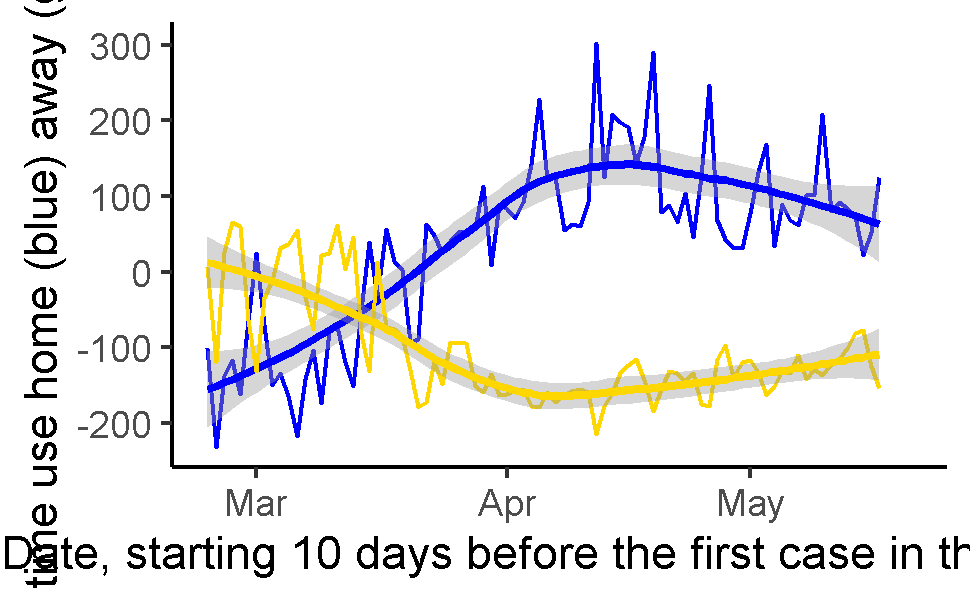 time use home (blue) away (
300
200
100
0
-100
-200
Mar
Apr
May
Date, starting 10 days before the first case in th